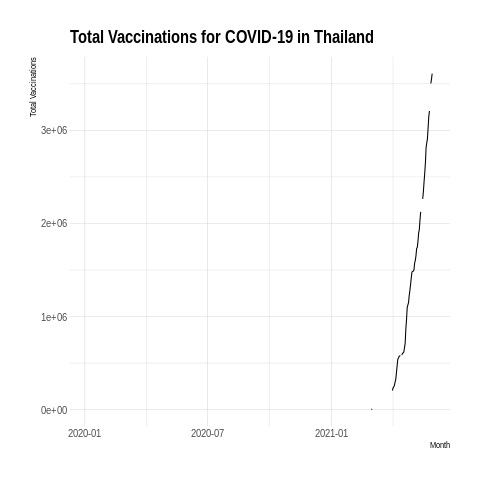 Total Vaccinations for COVID-19 in Thailand
Total Vaccinations
3e+06
2e+06
1e+06
0e+00
2020-01 2020-07 2021-01
Month